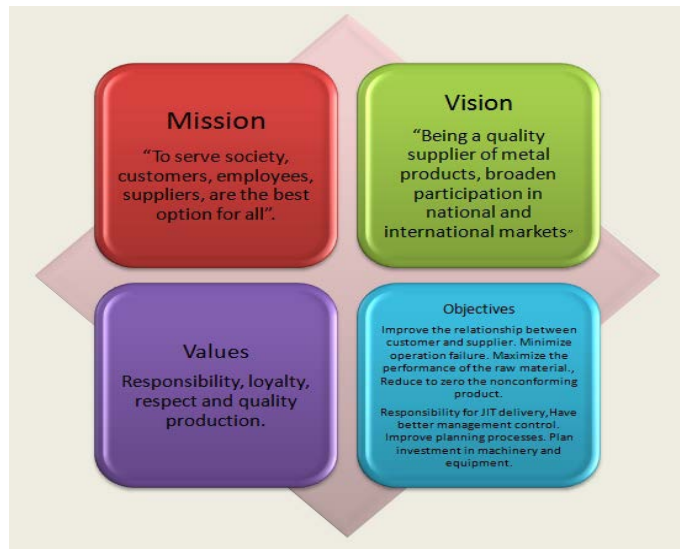 Mission
“To serve society,
customers, employees,
suppliers, are the best
option for all”.
Vision
“Being a quality
supplier of metal
products, broaden
participation in
national and
international markets”
Values
Responsibility, loyalty,
respect and quality
production.
Objectives
Improve the relationship between
customer and supplier. Minimize
operation failure. Maximize the
performance of the raw material.,
Reduce to zero the nonconforming
product.
Responsibility for JIT delivery,Have
better management control.
Improve planning processes. Plan
investment in machinery and
equipment.